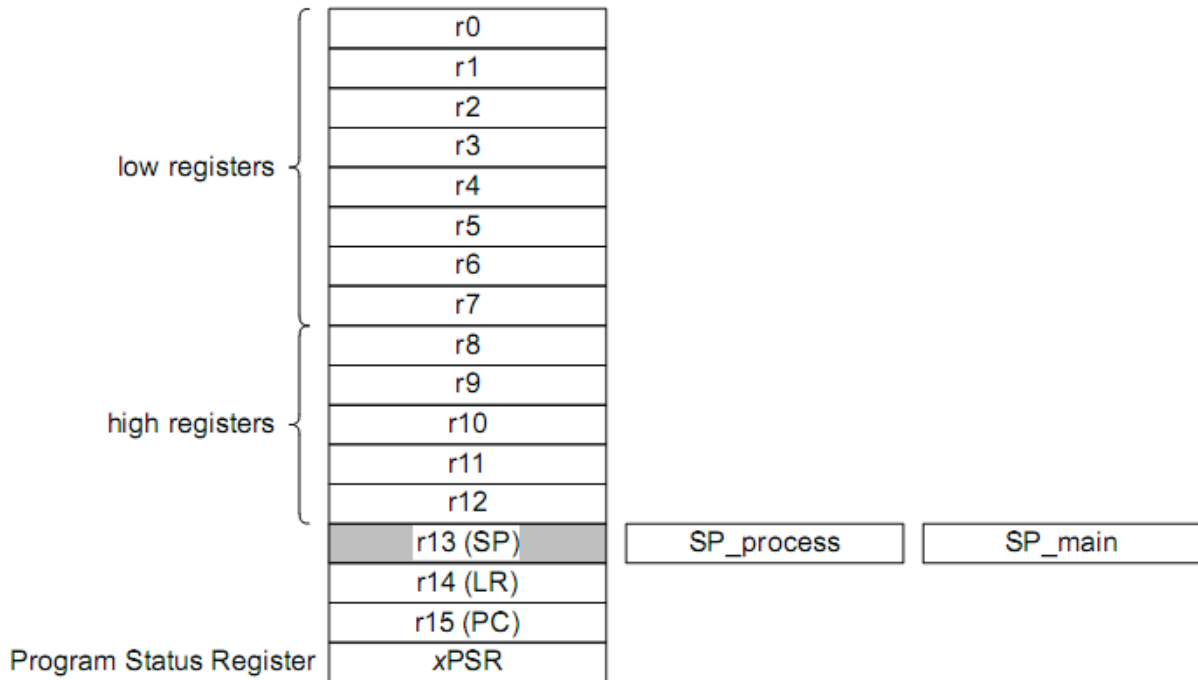 r0
r1
r2
r3
low registers
r4
r5
r6
r7
r8
r9
high registers
r10
r11
r12
r13 (SP) SP_process SP_main
r14 (LR)
r15 (PC)
Program Status Register xPSR